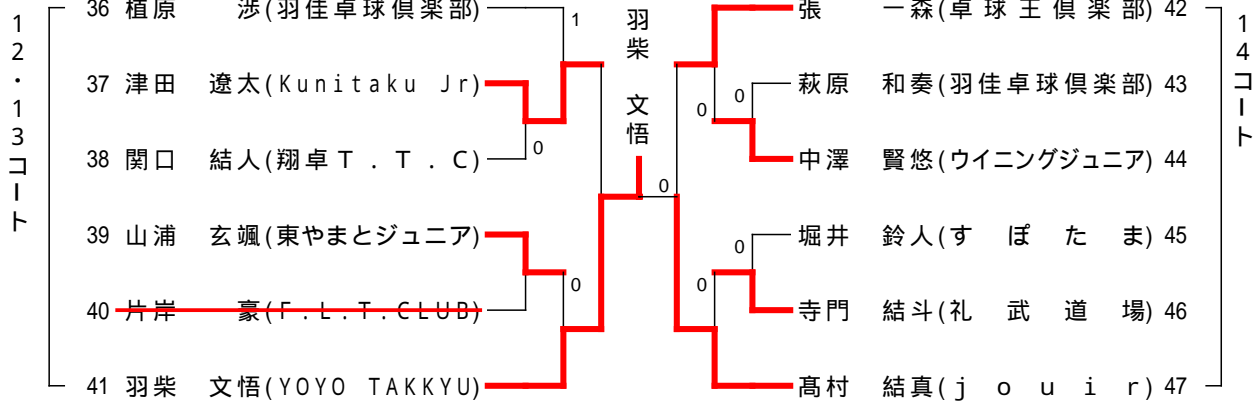 12・13コート
36 植原 渉(羽佳卓球倶楽部)
1
37 津田 遼太(Kunitaku Jr)
38 関口 結人(翔卓T.T.C)
0
39 山浦 玄颯(東やまとジュニア)
0
40 片岸 豪(F.L.T.CLUB)
41 羽柴 文悟(YOYO TAKKYU)
羽柴 文悟
0
張 一森(卓球王倶楽部) 42
0
0
萩原 和奏(羽佳卓球倶楽部) 43
中澤 賢悠(ウイニングジュニア) 44
堀井 鈴人(すぽたま) 45
0
0
寺門 結斗(礼武道場) 46
髙村 結真(jouir) 47
14コート